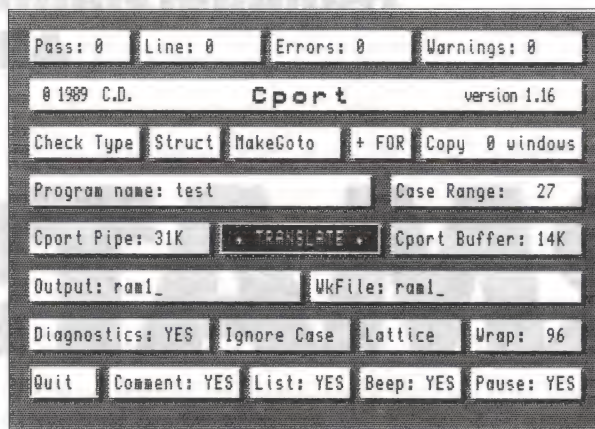 Pass: 0 Line: 0 Errors: 0 Warnings: 0
© 1989 C.D. Cport version 1.16
Check Type Struct MakeGoto + FOR Copy 0 windows
Program name: test Case Range: 27
Cport Pipe: 31K TRANSLATE Cport Buffer: 14K
Output: ram1_ WkFile: ram1_
Diagnostics: YES Ignore Case Lattice Wrap: 96
Quit Comment: YES List: YES Beep: YES Pause: YES